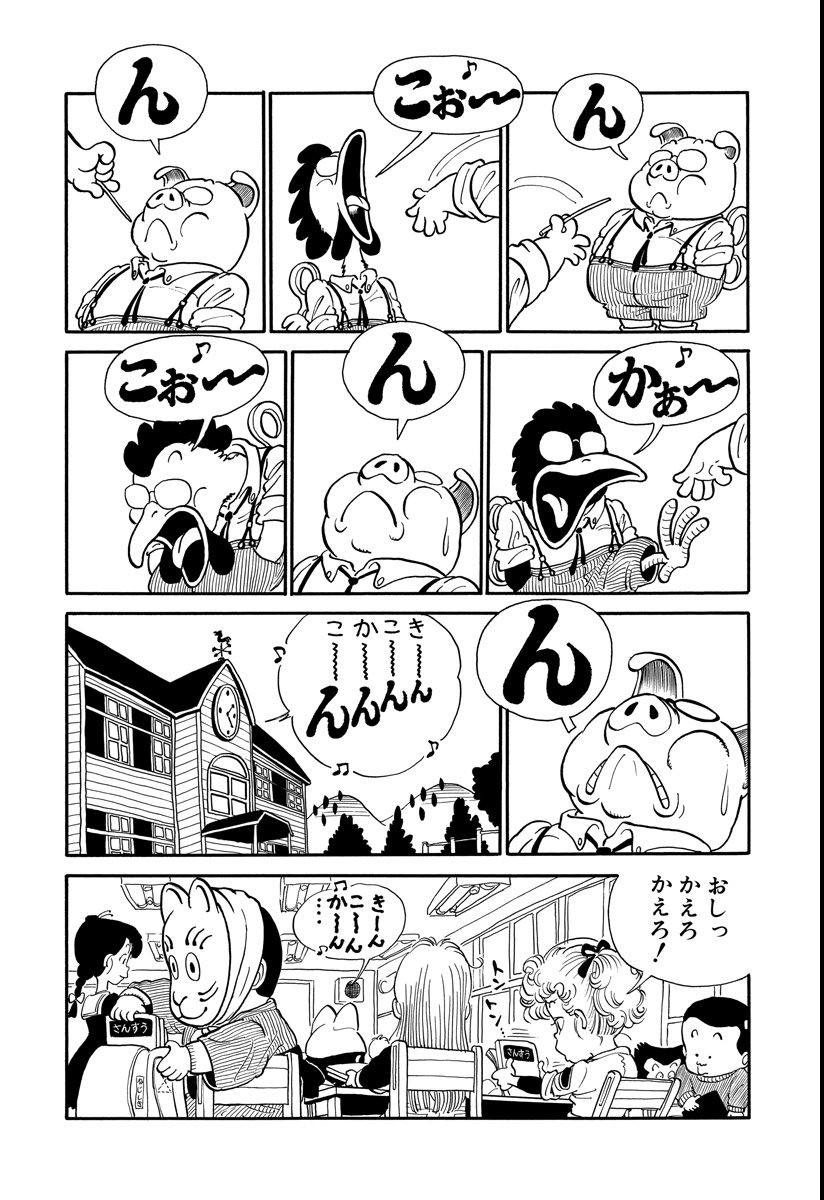 ん
こぉ〜
ん
かぁ〜
ん
こぉ〜
ん
き〜〜ん
こ〜〜ん
か〜〜ん
こ〜〜ん
おしっ
かえろ
かえろ！
き〜ん
こ〜ん
か〜ん
……
トン
トン
さんすう
さんすう